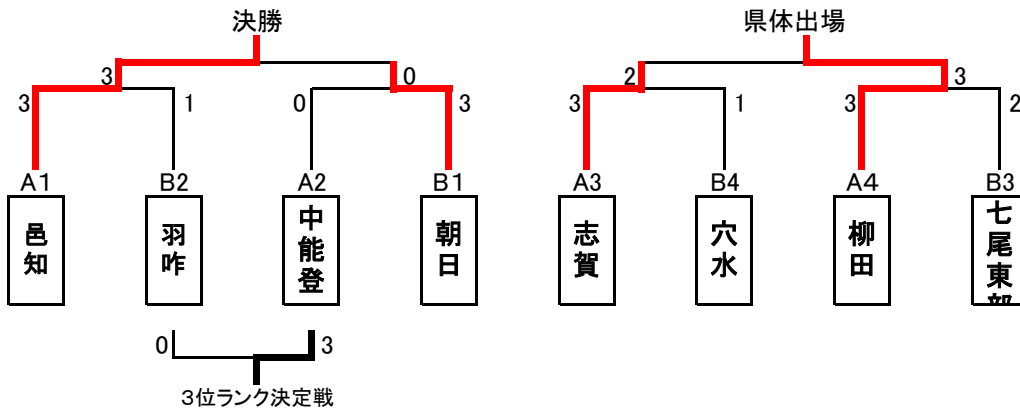 決勝 県体出場
3 0 2 3
3 1 0 3 3 1 3 2
A1 B2 A2 B1 A3 B4 A4 B3
邑知 羽咋 中能登 朝日 志賀 穴水 柳田 七尾東部
0 3
3位ランク決定戦